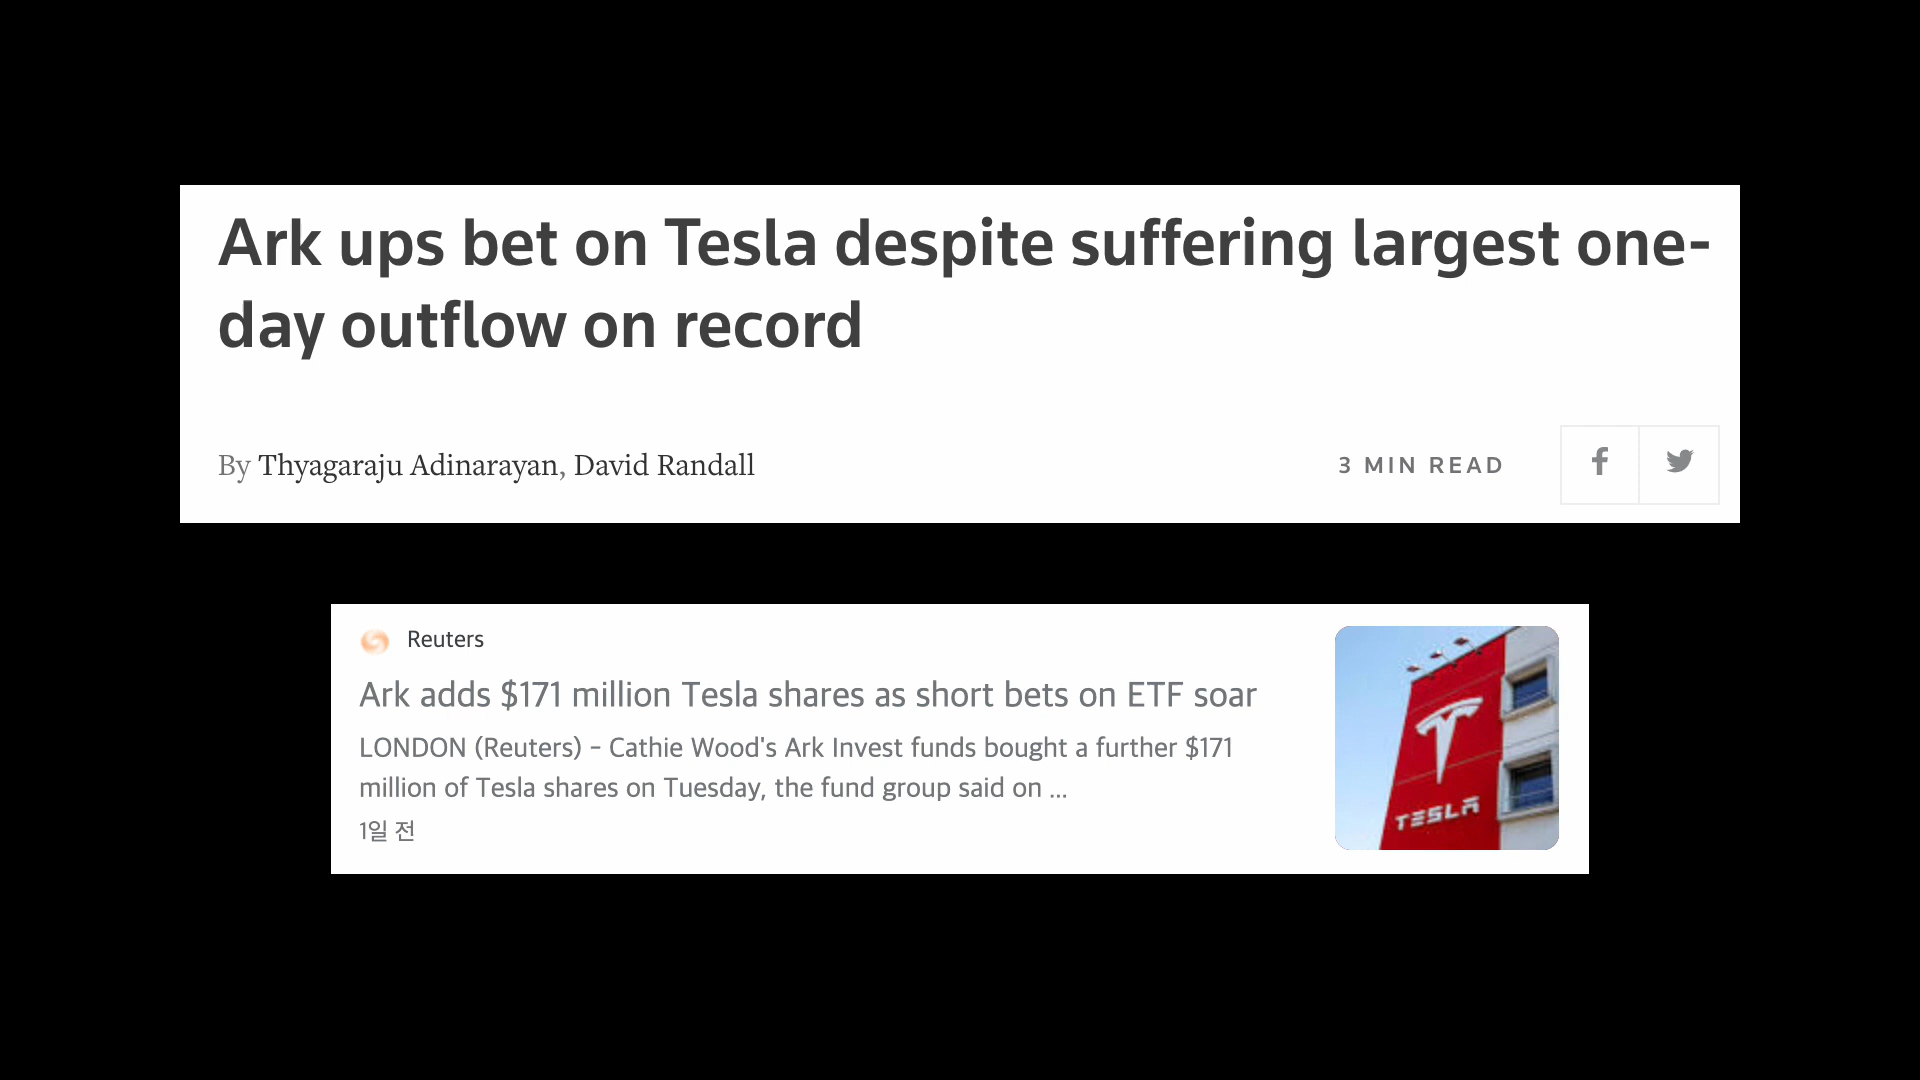 Ark ups bet on Tesla despite suffering largest one-
day outflow on record
By Thyagaraju Adinarayan, David Randall
3 MIN READ
Reuters
Ark adds $171 million Tesla shares as short bets on ETF soar
LONDON (Reuters) - Cathie Wood's Ark Invest funds bought a further $171
million of Tesla shares on Tuesday, the fund group said on ...
1일 전
TESLA